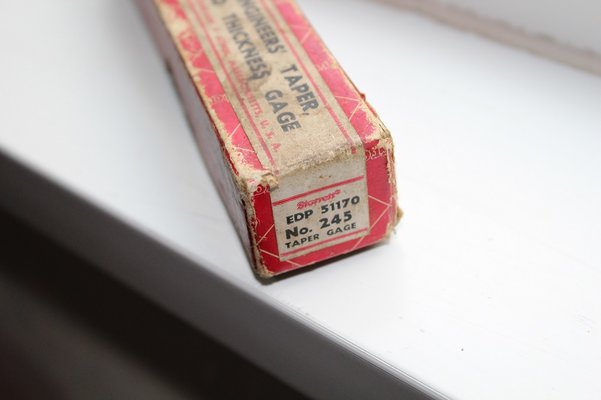 ENGINEERS' TAPER,
THICKNESS GAGE
U.S.A.
Starrett
EDP 51170
No. 245
TAPER GAGE